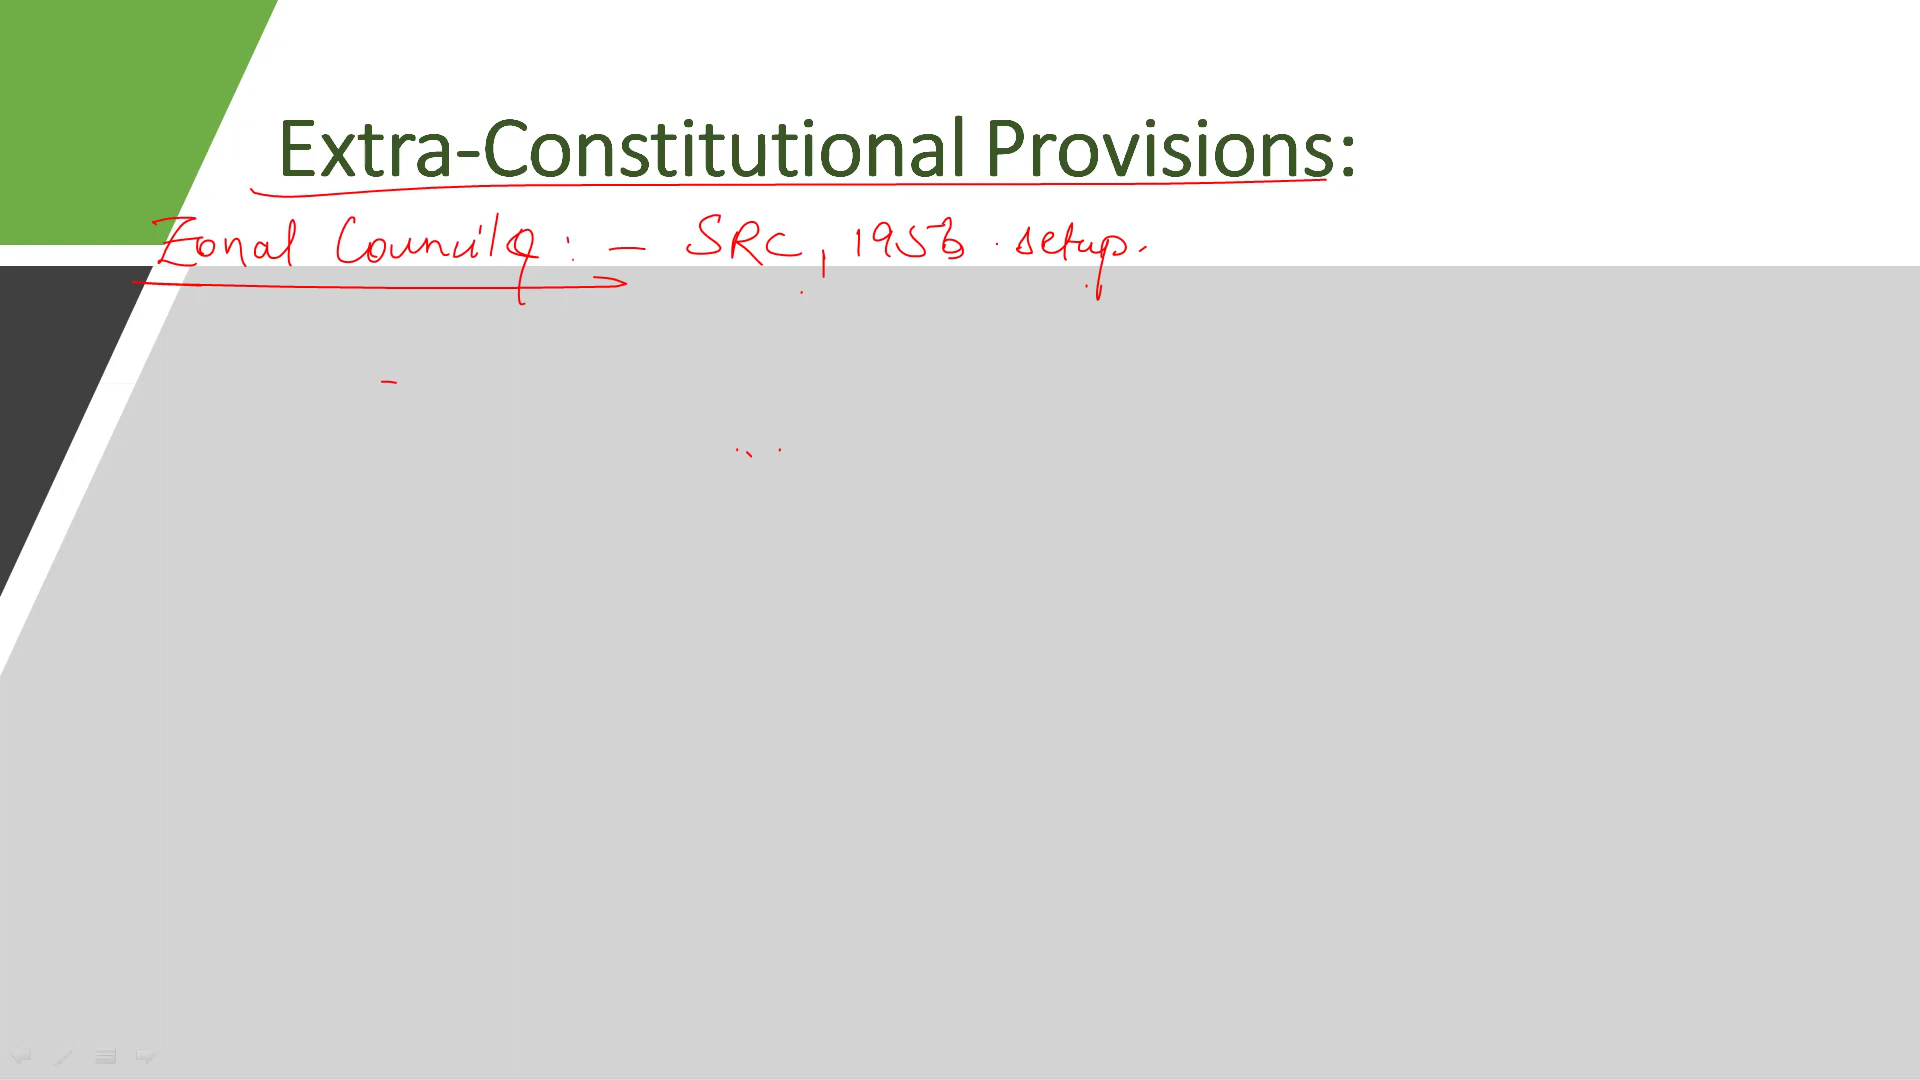 Extra-Constitutional Provisions:
Zonal Councils :- SRC, 1956 setup.